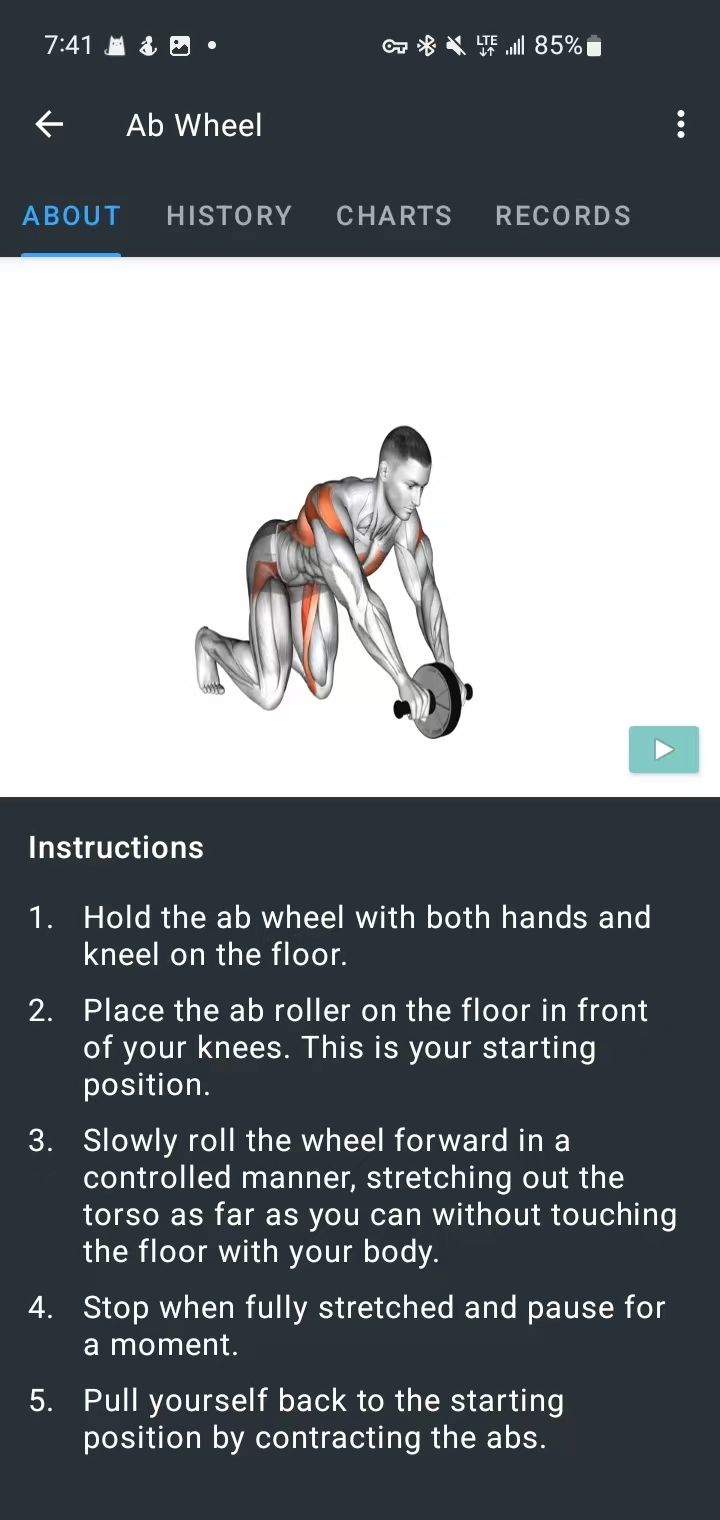 7:41 LTE 85%
Ab Wheel
ABOUT HISTORY CHARTS RECORDS
Instructions
1. Hold the ab wheel with both hands and
kneel on the floor.
2. Place the ab roller on the floor in front
of your knees. This is your starting
position.
3. Slowly roll the wheel forward in a
controlled manner, stretching out the
torso as far as you can without touching
the floor with your body.
4. Stop when fully stretched and pause for
a moment.
5. Pull yourself back to the starting
position by contracting the abs.